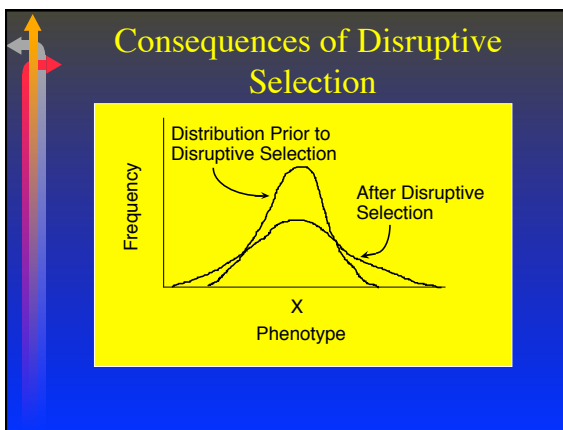 Consequences of Disruptive
Selection
Distribution Prior to
Disruptive Selection
After Disruptive
Selection
Frequency
X
Phenotype